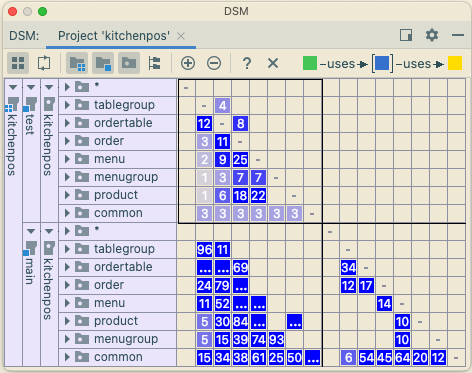 DSM
DSM: Project 'kitchenpos' ×
? × –uses→[ ]–uses→
kitchenpos
test
kitchenpos
* -
tablegroup - 4
ordertable 12 - 8
order 3 11 -
menu 2 9 25 -
menugroup 1 3 7 7 -
product 1 6 18 22 -
common 3 3 3 3 3 3 -
main
kitchenpos
* -
tablegroup 96 11 -
ordertable ... ... 69 34 -
order 24 79 ... 12 17 -
menu 11 52 ... ... 14 -
product 5 30 84 ... ... 10 -
menugroup 5 15 39 74 93 10 -
common 15 34 38 61 25 50 ... 6 54 45 64 20 12 -